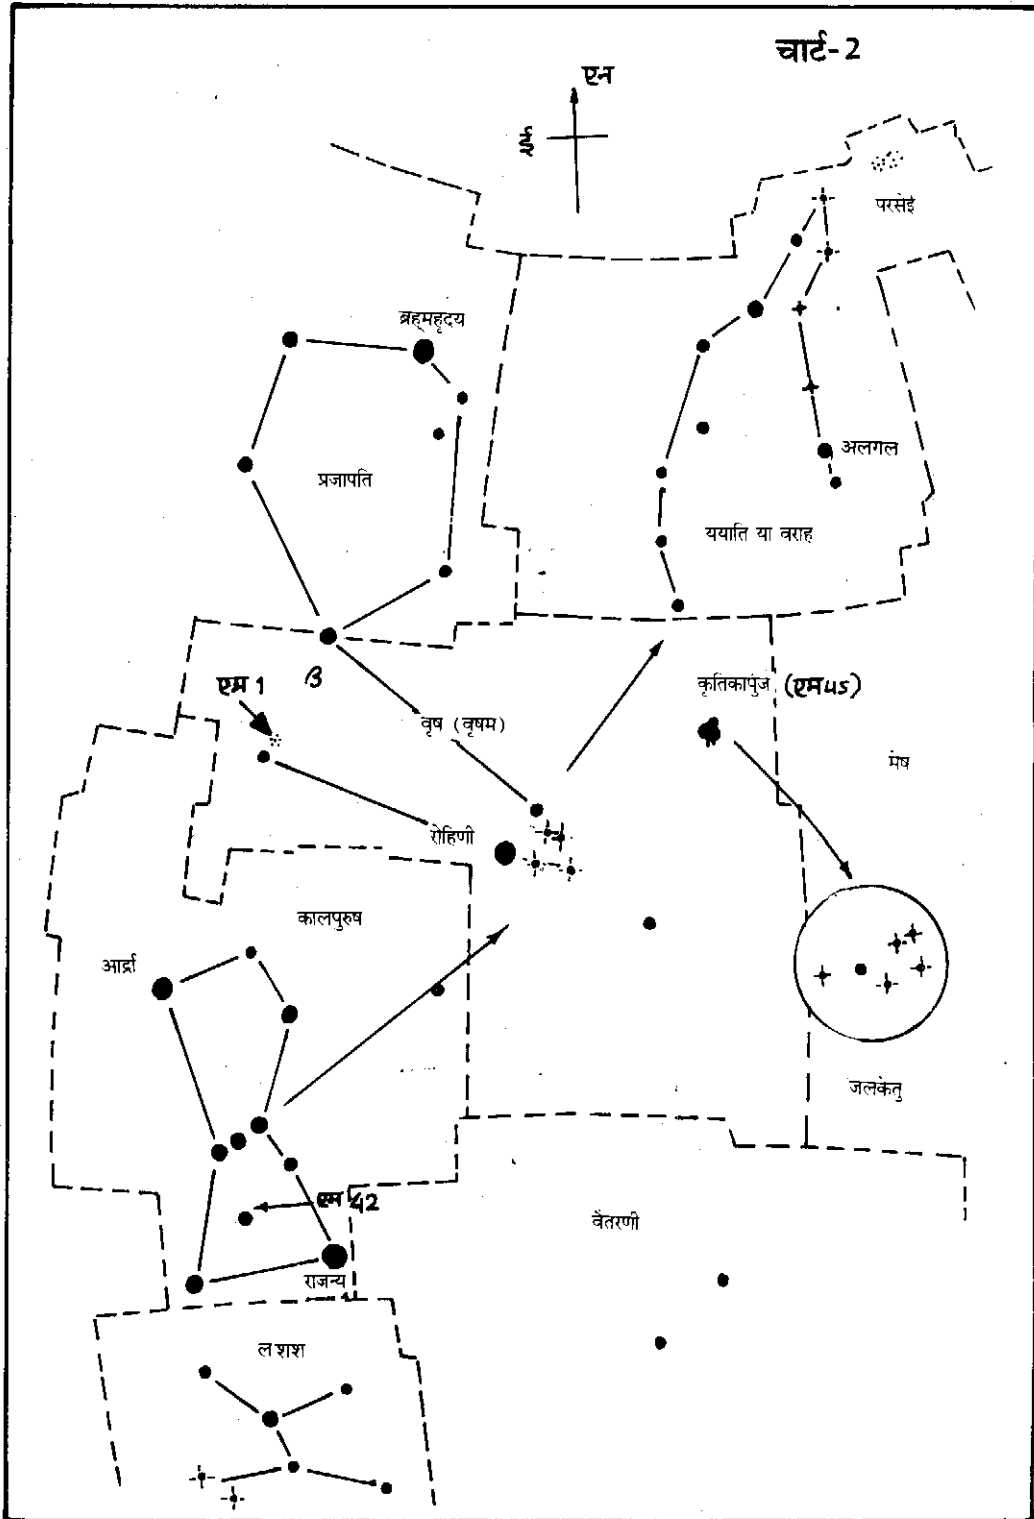 चार्ट-2
एन
ई
परसेई
ब्रह्महृदय
अलगल
प्रजापति
ययाति या वराह
कृतिकापुंज (एम45)
एम 1
β
वृष (वृषभ)
मेष
रोहिणी
कालपुरुष
आर्द्रा
जलकेतु
एम 42
वैतरणी
राजन्य
ल शश